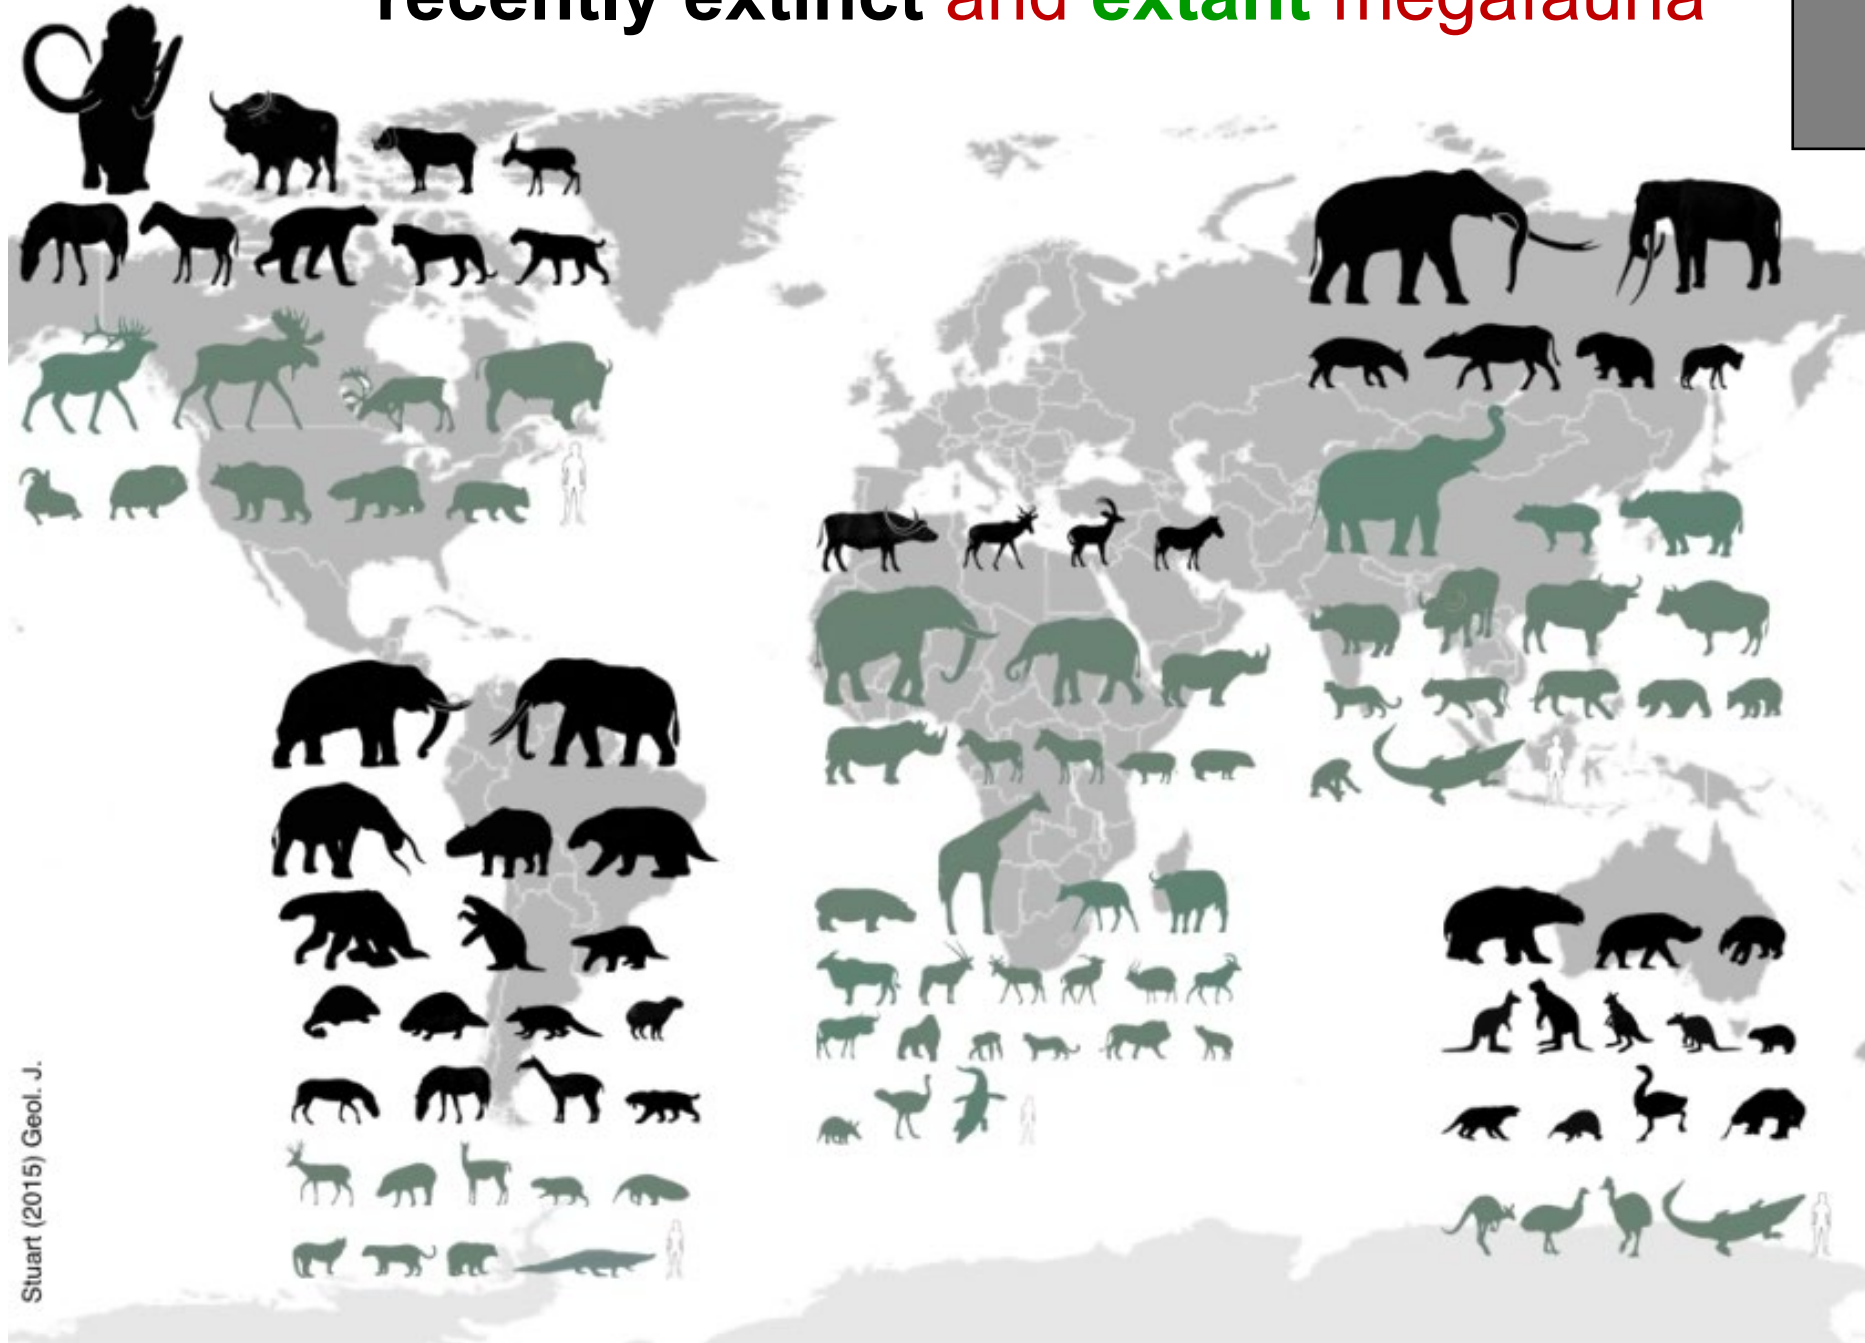 recently extinct and extant megafauna
Stuart (2015) Geol. J.